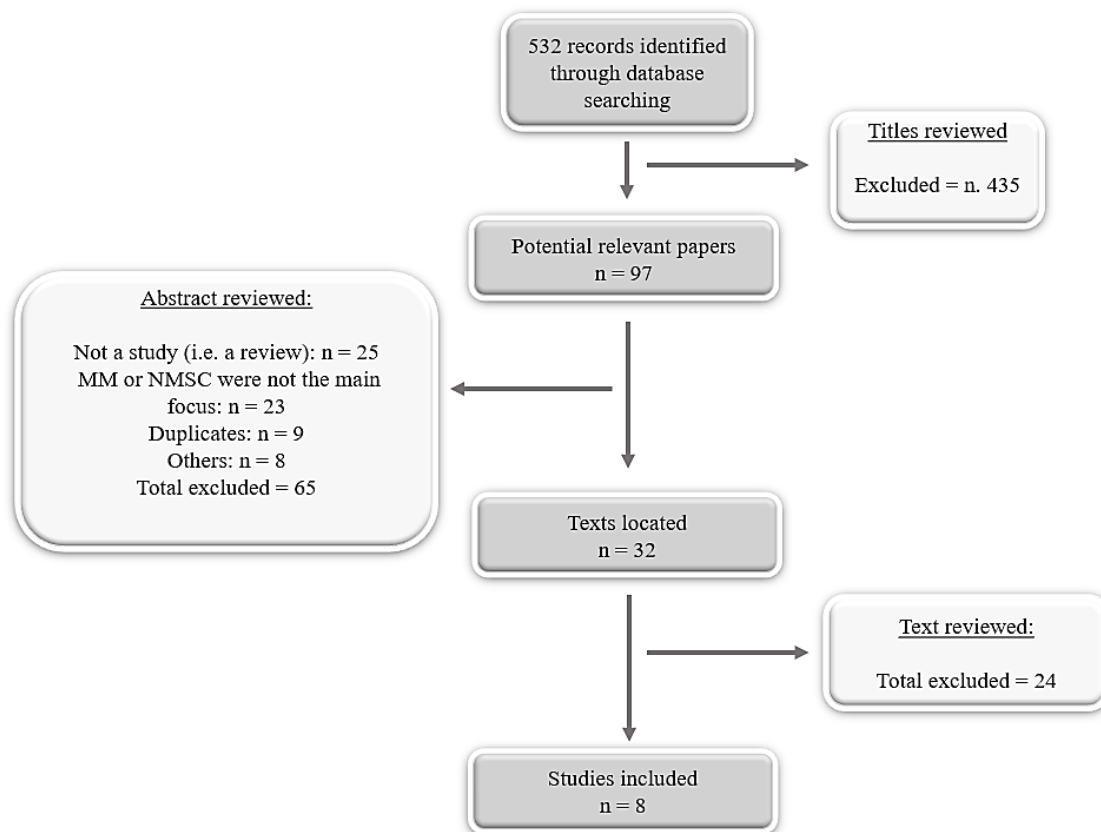 532 records identified
through database
searching
Titles reviewed
Excluded = n. 435
Potential relevant papers
n = 97
Abstract reviewed:
Not a study (i.e. a review): n = 25
MM or NMSC were not the main
focus: n = 23
Duplicates: n = 9
Others: n = 8
Total excluded = 65
Texts located
n = 32
Text reviewed:
Total excluded = 24
Studies included
n = 8